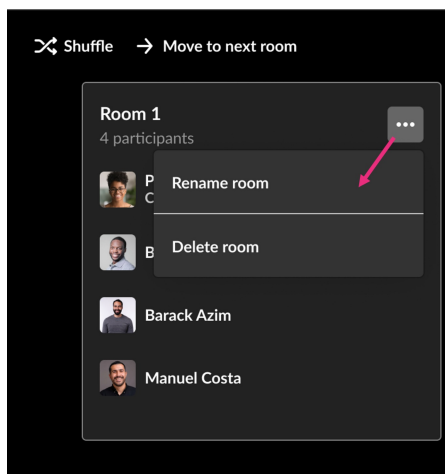 Shuffle → Move to next room
Room 1
4 participants
P
C
Rename room
B
Delete room
Barack Azim
Manuel Costa